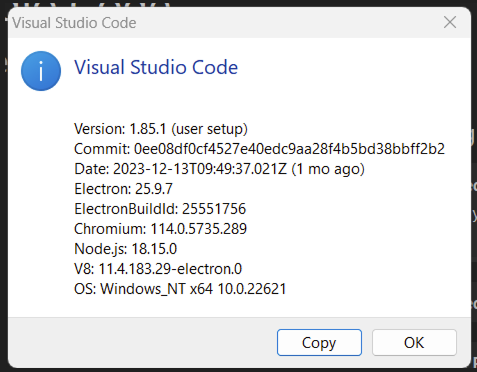 Visual Studio Code
Visual Studio Code
Version: 1.85.1 (user setup)
Commit: 0ee08df0cf4527e40edc9aa28f4b5bd38bbff2b2
Date: 2023-12-13T09:49:37.021Z (1 mo ago)
Electron: 25.9.7
ElectronBuildId: 25551756
Chromium: 114.0.5735.289
Node.js: 18.15.0
V8: 11.4.183.29-electron.0
OS: Windows_NT x64 10.0.22621
Copy
OK